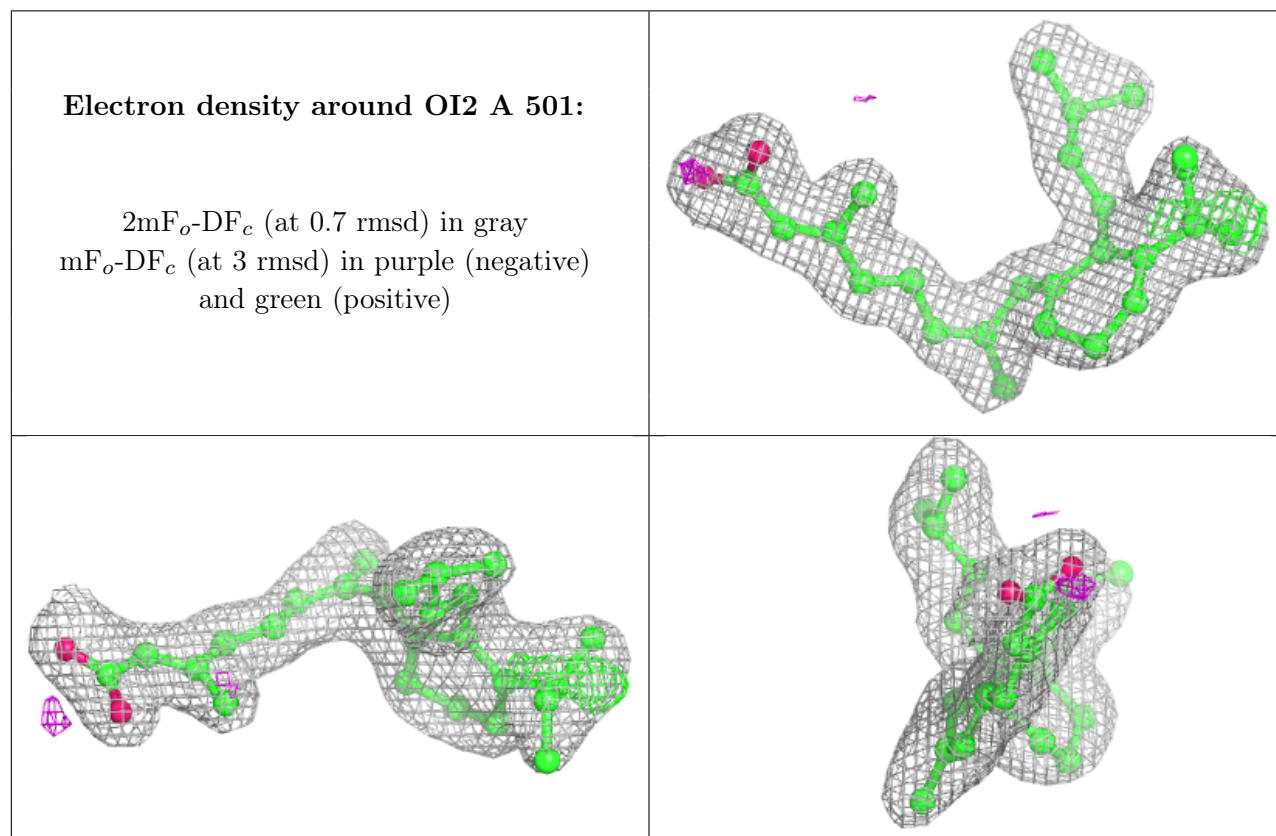 Electron density around OI2 A 501:
2mFo-DFc (at 0.7 rmsd) in gray
mFo-DFc (at 3 rmsd) in purple (negative)
and green (positive)